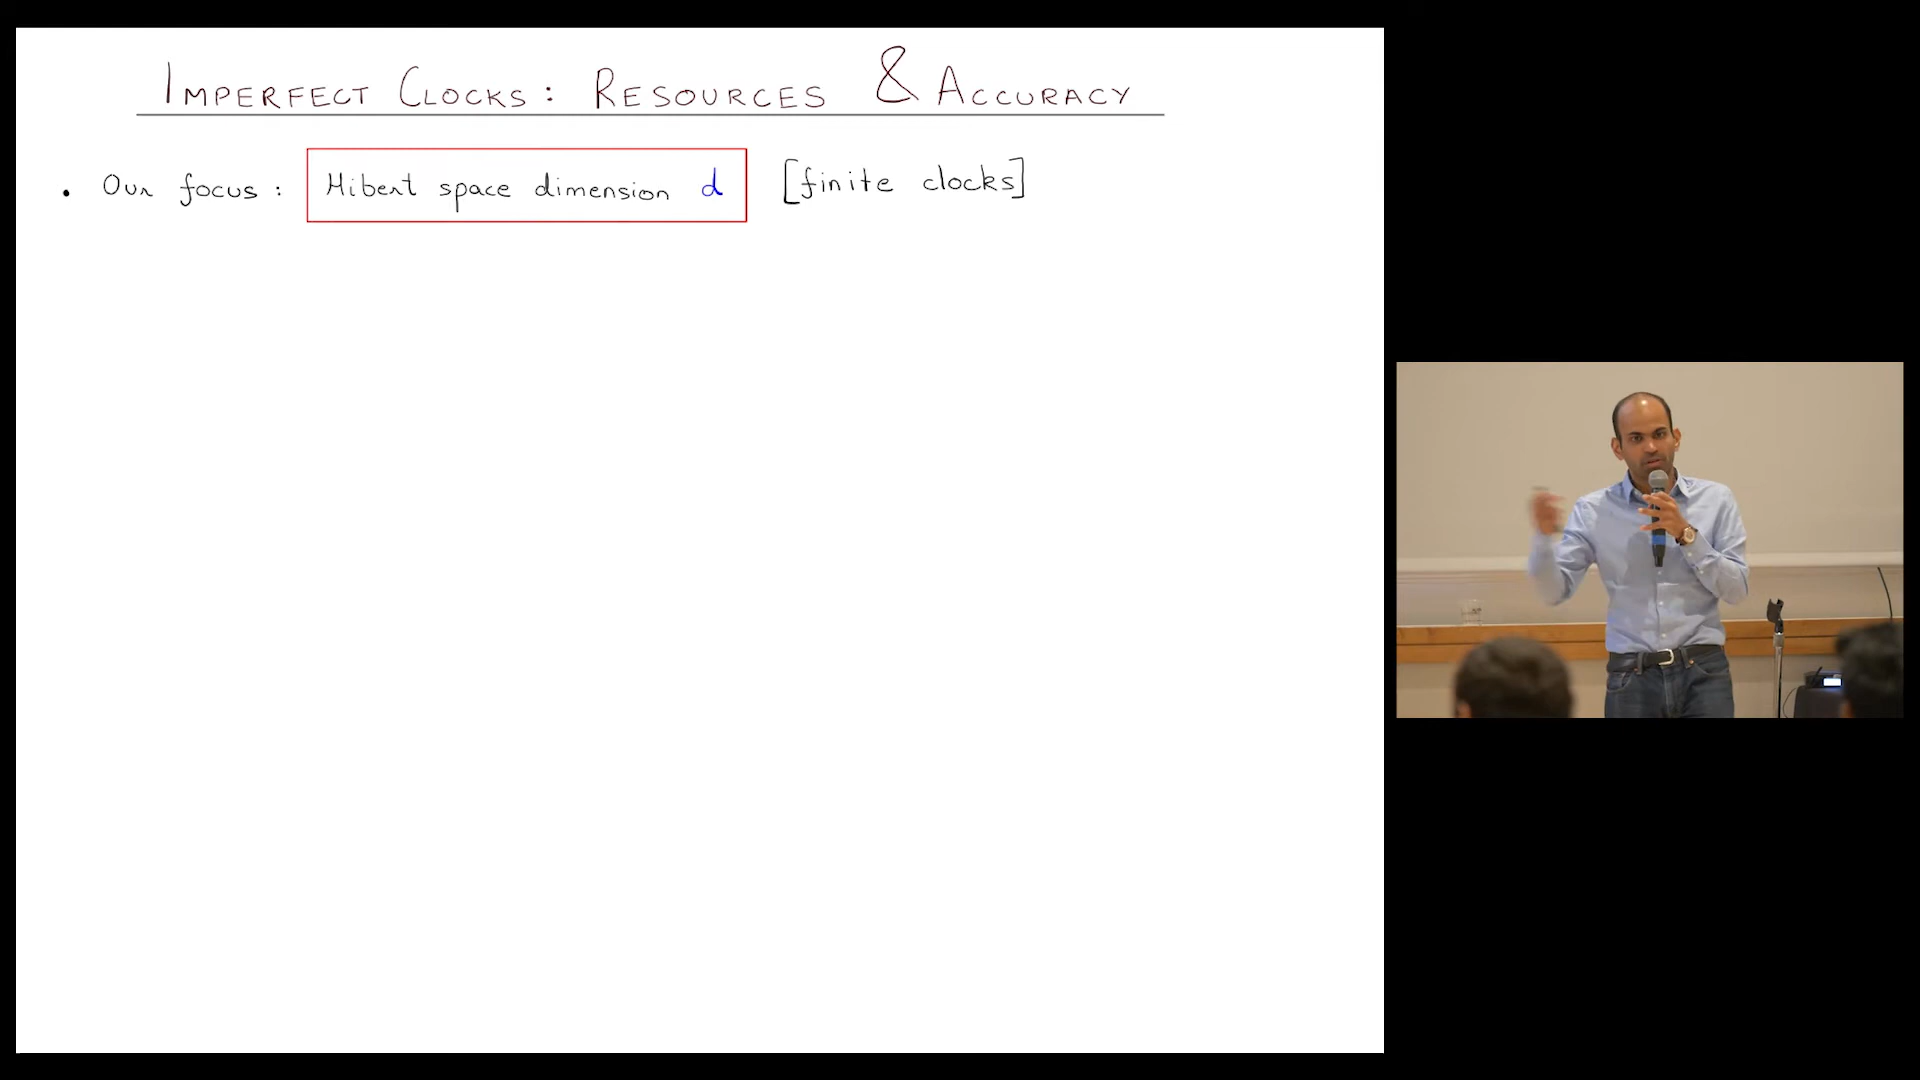 IMPERFECT CLOCKS: RESOURCES & ACCURACY
• Our focus: Hibert space dimension d [finite clocks]